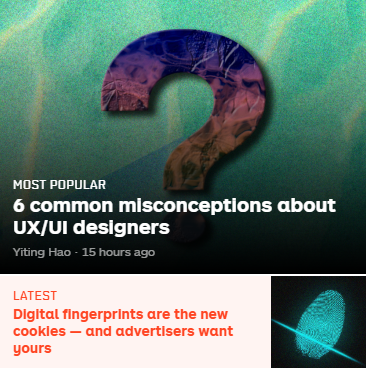 MOST POPULAR
6 common misconceptions about
UX/UI designers
Yiting Hao · 15 hours ago
LATEST
Digital fingerprints are the new
cookies — and advertisers want
yours